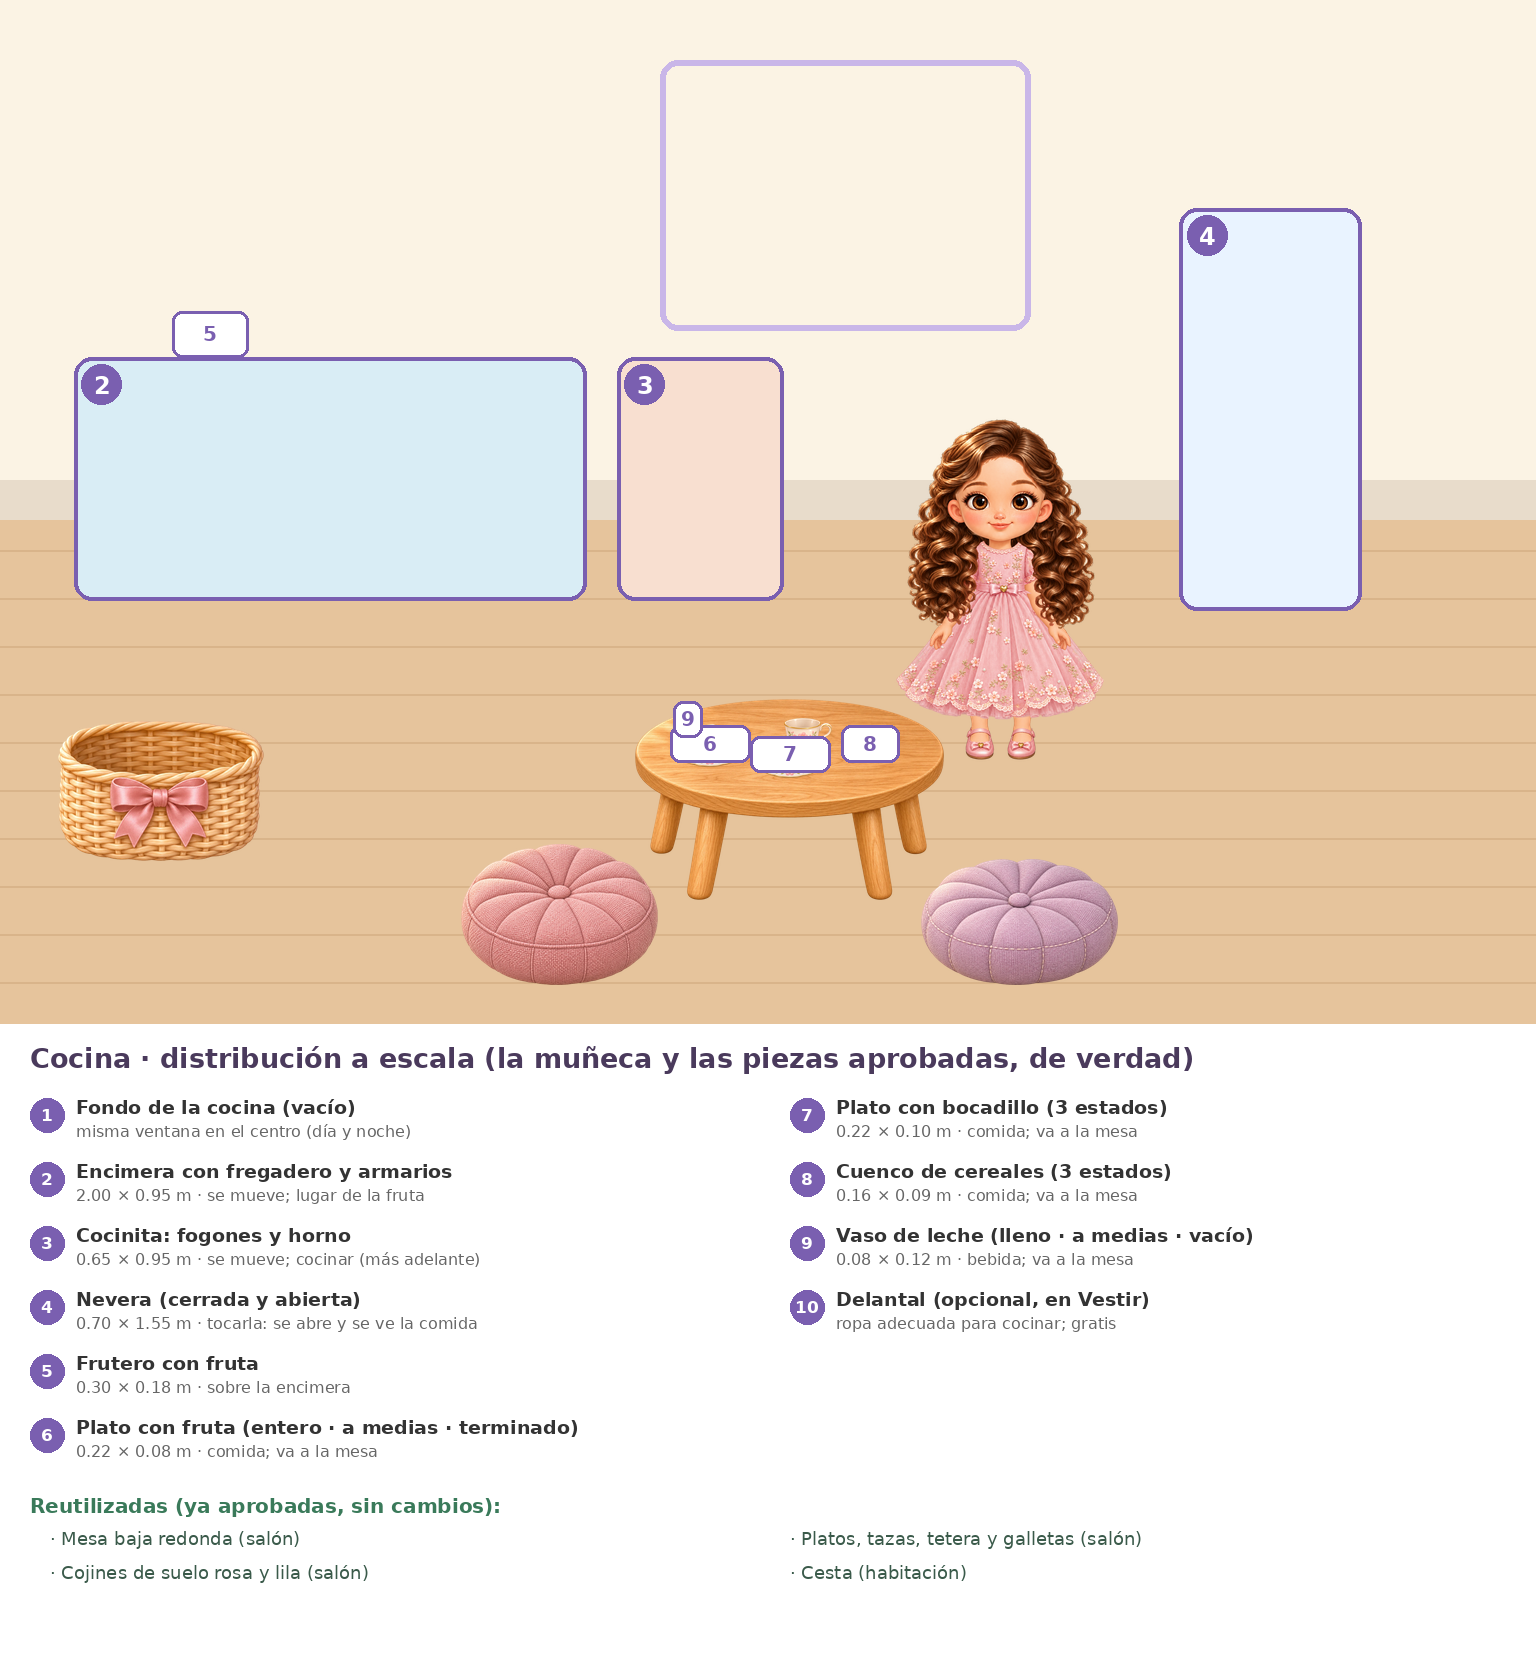 5
4
2
3
9
6
7
8
Cocina · distribución a escala (la muñeca y las piezas aprobadas, de verdad)
1 Fondo de la cocina (vacío)
misma ventana en el centro (día y noche)
2 Encimera con fregadero y armarios
2.00 × 0.95 m · se mueve; lugar de la fruta
3 Cocinita: fogones y horno
0.65 × 0.95 m · se mueve; cocinar (más adelante)
4 Nevera (cerrada y abierta)
0.70 × 1.55 m · tocarla: se abre y se ve la comida
5 Frutero con fruta
0.30 × 0.18 m · sobre la encimera
6 Plato con fruta (entero · a medias · terminado)
0.22 × 0.08 m · comida; va a la mesa
7 Plato con bocadillo (3 estados)
0.22 × 0.10 m · comida; va a la mesa
8 Cuenco de cereales (3 estados)
0.16 × 0.09 m · comida; va a la mesa
9 Vaso de leche (lleno · a medias · vacío)
0.08 × 0.12 m · bebida; va a la mesa
10 Delantal (opcional, en Vestir)
ropa adecuada para cocinar; gratis
Reutilizadas (ya aprobadas, sin cambios):
· Mesa baja redonda (salón)
· Cojines de suelo rosa y lila (salón)
· Platos, tazas, tetera y galletas (salón)
· Cesta (habitación)